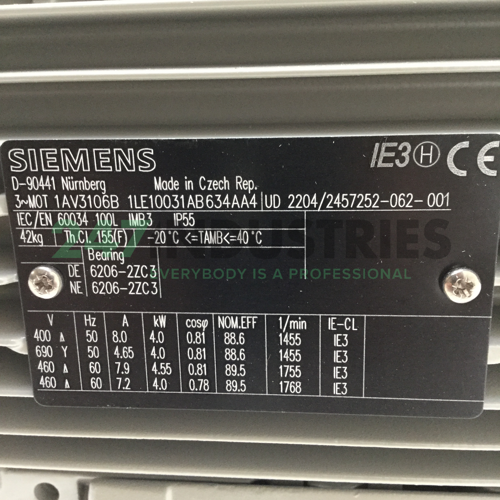 SIEMENS IE3 H CE
D-90441 Nürnberg Made in Czech Rep.
3~MOT 1AV3106B 1LE10031AB634AA4 UD 2204/2457252-062-001
IEC/EN 60034 100L IMB3 IP55
42kg Th.Cl. 155(F) -20°C <=TAMB<=40°C
Bearing
DE 6206-2ZC3
NE 6206-2ZC3
INDUSTRIES
EVERYBODY IS A PROFESSIONAL
V Hz A kW cosφ NOM.EFF 1/min IE-CL
400 Δ 50 8.0 4.0 0.81 88.6 1455 IE3
690 Y 50 4.65 4.0 0.81 88.6 1455 IE3
460 Δ 60 7.9 4.55 0.81 89.5 1755 IE3
460 Δ 60 7.2 4.0 0.78 89.5 1768 IE3